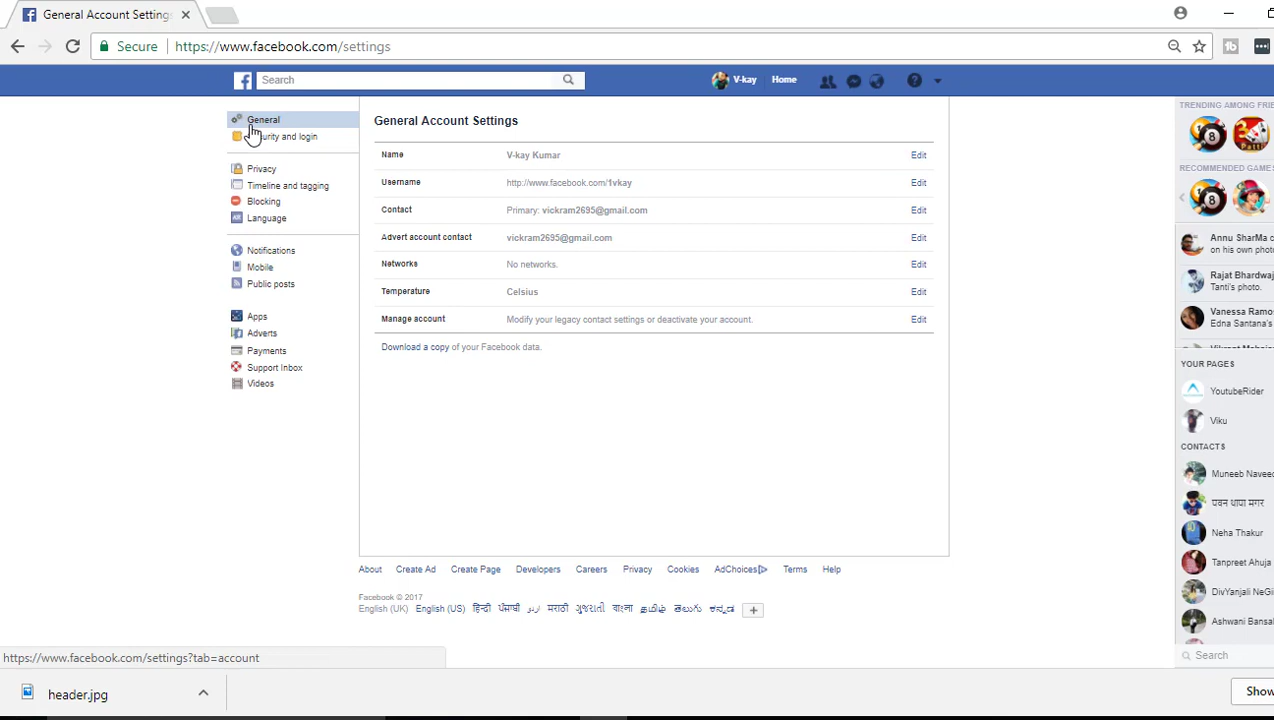 General Account Settings
Secure https://www.facebook.com/settings
Search
V-kay Home
General
urity and login
Privacy
Timeline and tagging
Blocking
Language
Notifications
Mobile
Public posts
Apps
Adverts
Payments
Support Inbox
Videos
General Account Settings
Name V-kay Kumar Edit
Username http://www.facebook.com/1vkay Edit
Contact Primary: vickram2695@gmail.com Edit
Advert account contact vickram2695@gmail.com Edit
Networks No networks. Edit
Temperature Celsius Edit
Manage account Modify your legacy contact settings or deactivate your account. Edit
Download a copy of your Facebook data.
About Create Ad Create Page Developers Careers Privacy Cookies AdChoices Terms Help
Facebook © 2017
English (UK) English (US) हिन्दी ਪੰਜਾਬੀ اردو मराठी ગુજરાતી বাংলা தமிழ் తెలుగు ಕನ್ನಡ +
TRENDING AMONG FRIE
RECOMMENDED GAME
Annu SharMa c
on his own phot
Rajat Bhardwaj
Tanti's photo.
Vanessa Ramo
Edna Santana's
YOUR PAGES
YoutubeRider
Viku
CONTACTS
Muneeb Naveed
पवन थापा मगर
Neha Thakur
Tanpreet Ahuja
DivYanjali NeGi
Ashwani Bansa
Search
https://www.facebook.com/settings?tab=account
header.jpg
Show